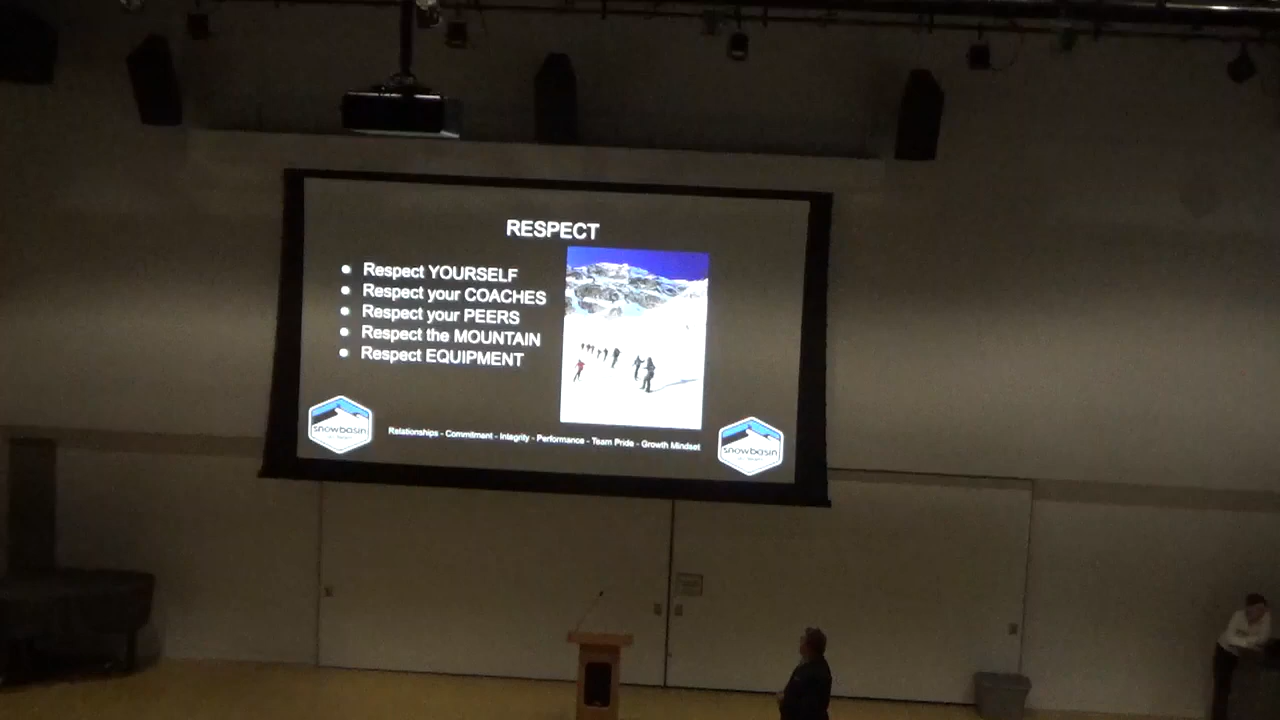 RESPECT
Respect YOURSELF
Respect your COACHES
Respect your PEERS
Respect the MOUNTAIN
Respect EQUIPMENT
snowbasin
Relationships - Commitment - Integrity - Performance - Team Pride - Growth Mindset
snowbasin